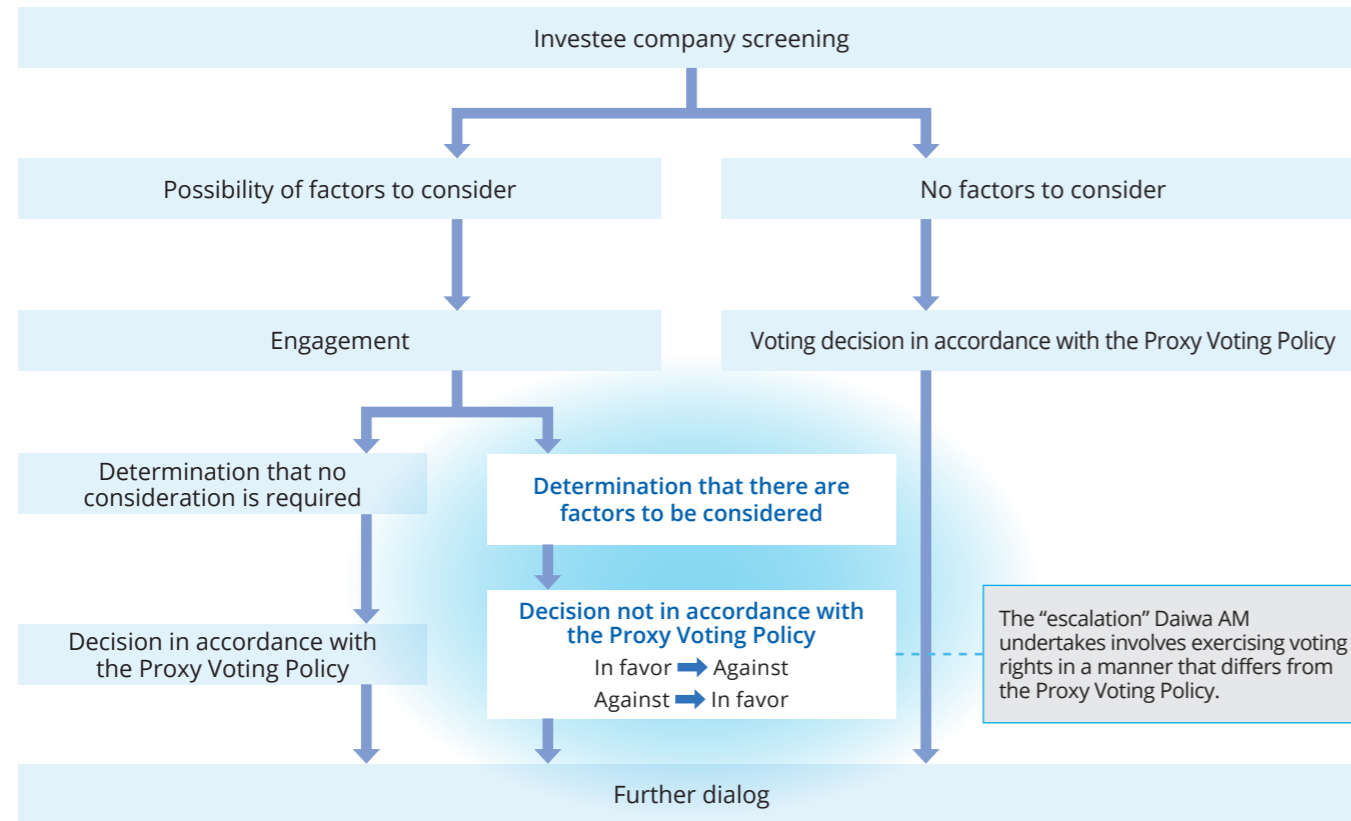 Investee company screening
Possibility of factors to consider
No factors to consider
Engagement
Voting decision in accordance with the Proxy Voting Policy
Determination that no
consideration is required
Determination that there are
factors to be considered
Decision in accordance with
the Proxy Voting Policy
Decision not in accordance with
the Proxy Voting Policy
In favor ➡ Against
Against ➡ In favor
The “escalation” Daiwa AM
undertakes involves exercising voting
rights in a manner that differs from
the Proxy Voting Policy.
Further dialog